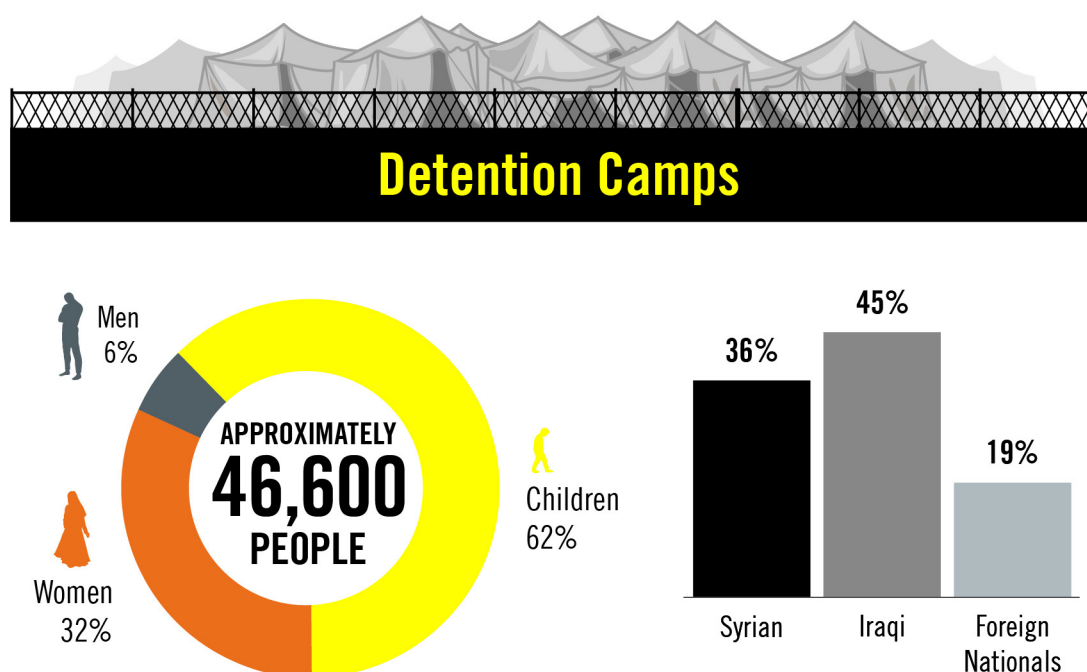 Detention Camps
Men
6%
APPROXIMATELY
46,600
PEOPLE
Children
62%
Women
32%
36%
45%
19%
Syrian
Iraqi
Foreign
Nationals